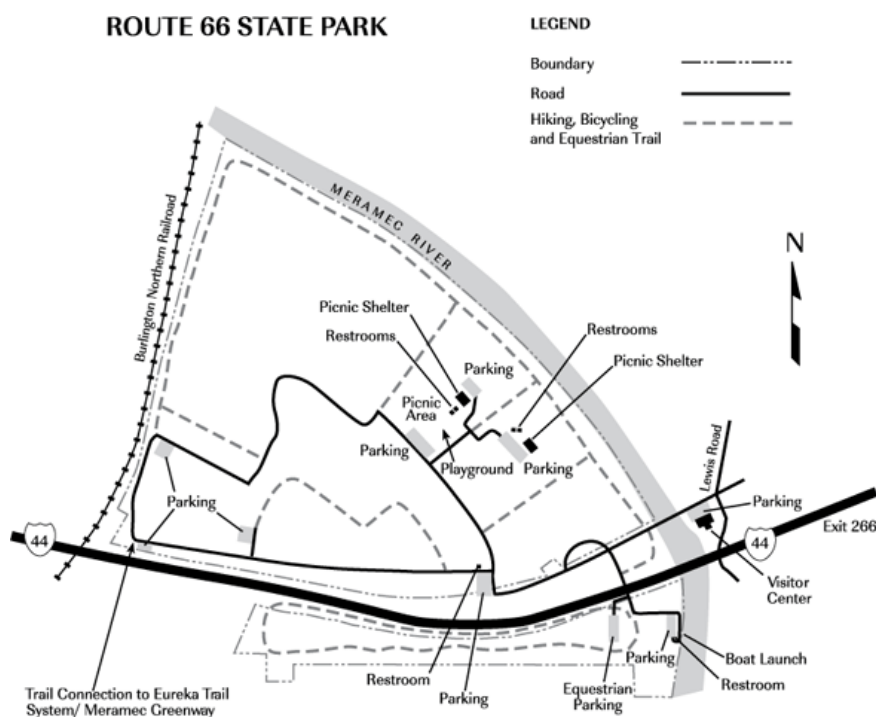 ROUTE 66 STATE PARK
LEGEND
Boundary
Road
Hiking, Bicycling
and Equestrian Trail
MERAMEC RIVER
N
Burlington Northern Railroad
Picnic Shelter
Restrooms
Parking
Restrooms
Picnic Shelter
Picnic
Area
Parking
Playground
Parking
Lewis Road
Parking
Parking
Exit 266
44
44
Visitor
Center
Restroom
Parking
Equestrian
Parking
Parking
Boat Launch
Restroom
Trail Connection to Eureka Trail
System/ Meramec Greenway